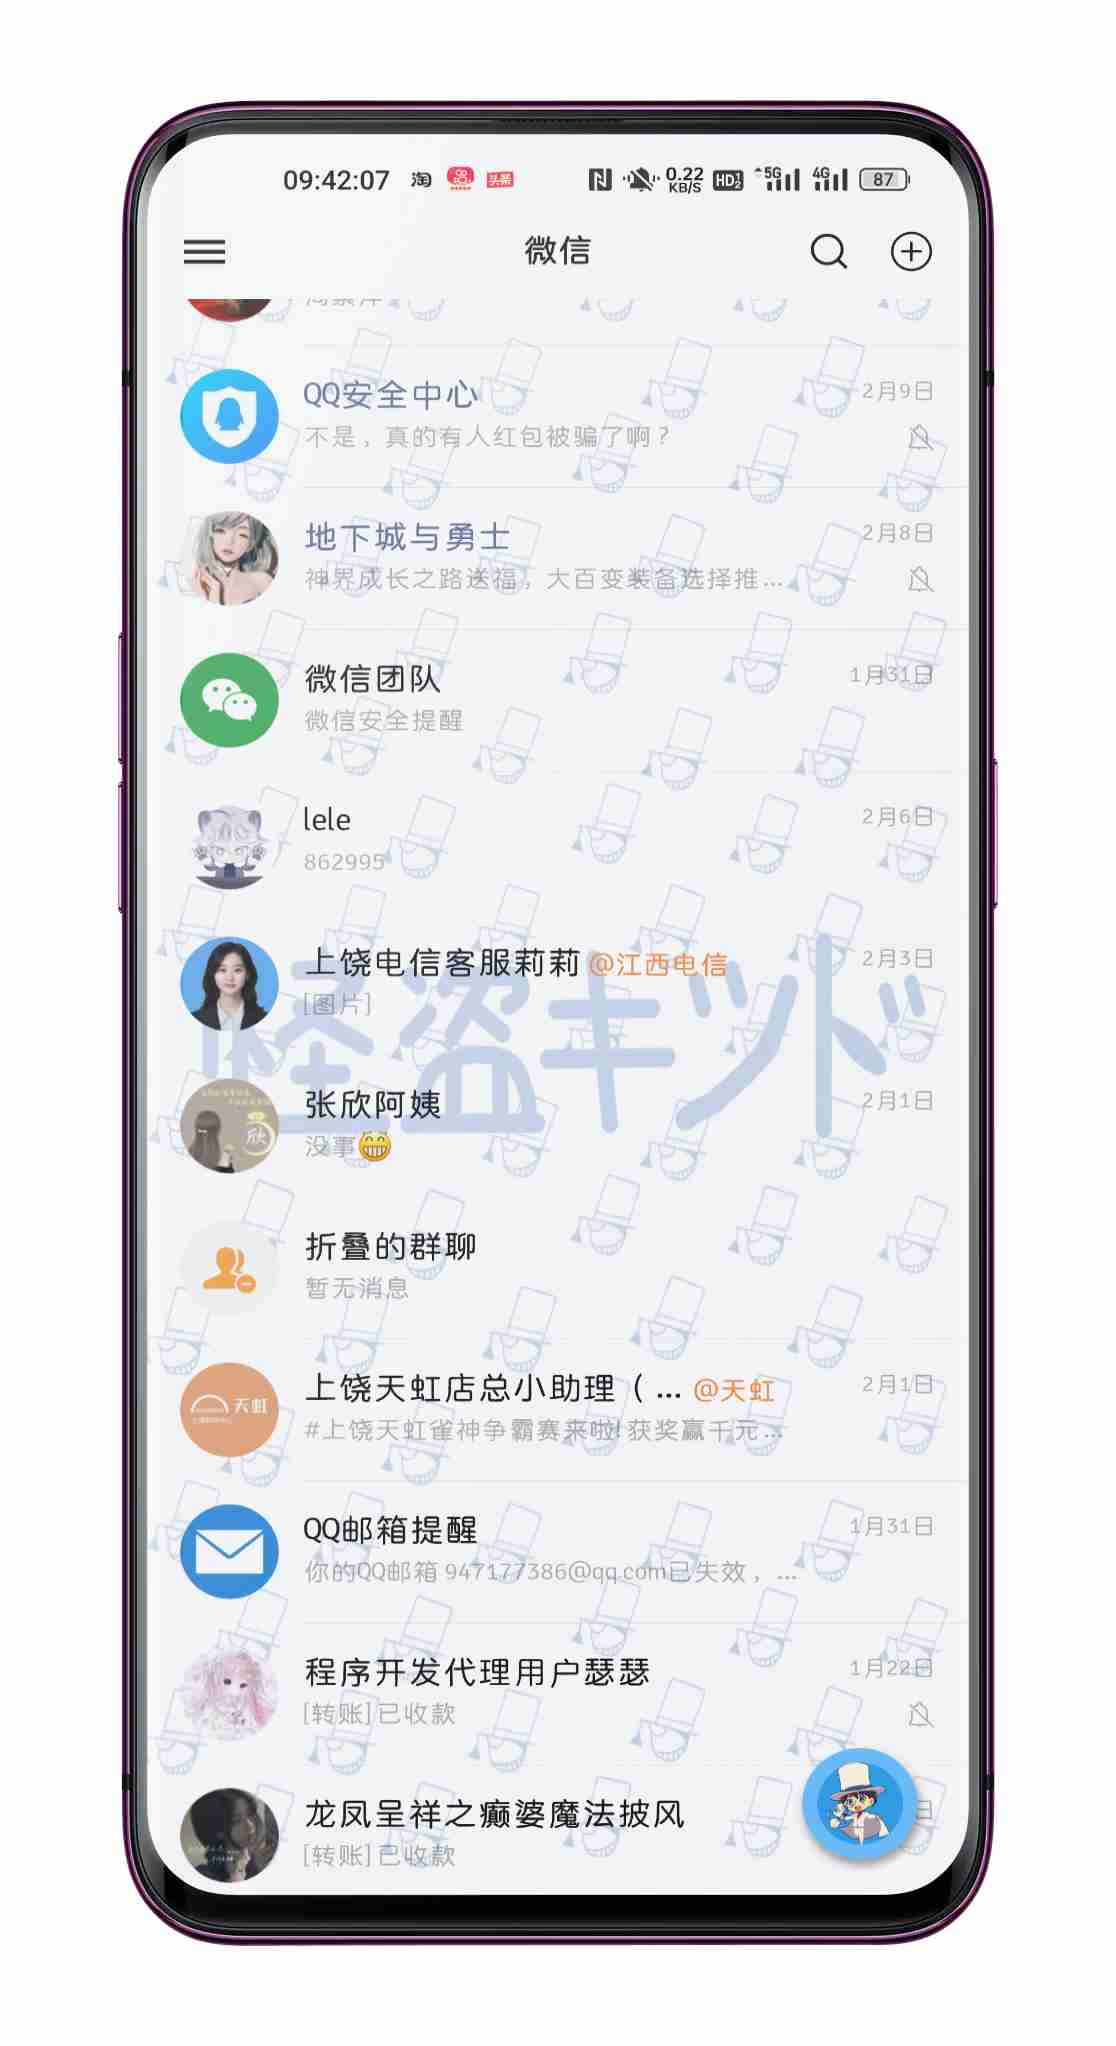 09:42:07 淘 头条 0.22 KB/S HD 1 2 5G 4G 87
微信
QQ安全中心 2月9日
不是，真的有人红包被骗了啊？
地下城与勇士 2月8日
神界成长之路送福，大百变装备选择推...
微信团队 1月31日
微信安全提醒
lele 2月6日
862995
上饶电信客服莉莉 @江西电信 2月3日
[图片]
怪盗キッド
张欣阿姨 2月1日
没事
欣
折叠的群聊
暂无消息
上饶天虹店总小助理（ ... @天虹 2月1日
天虹
#上饶天虹雀神争霸赛来啦!获奖赢千元...
QQ邮箱提醒 1月31日
你的QQ邮箱 947177386@qq.com已失效，...
程序开发代理用户瑟瑟 1月22日
[转账]已收款
龙凤呈祥之癫婆魔法披风 日
[转账]已收款